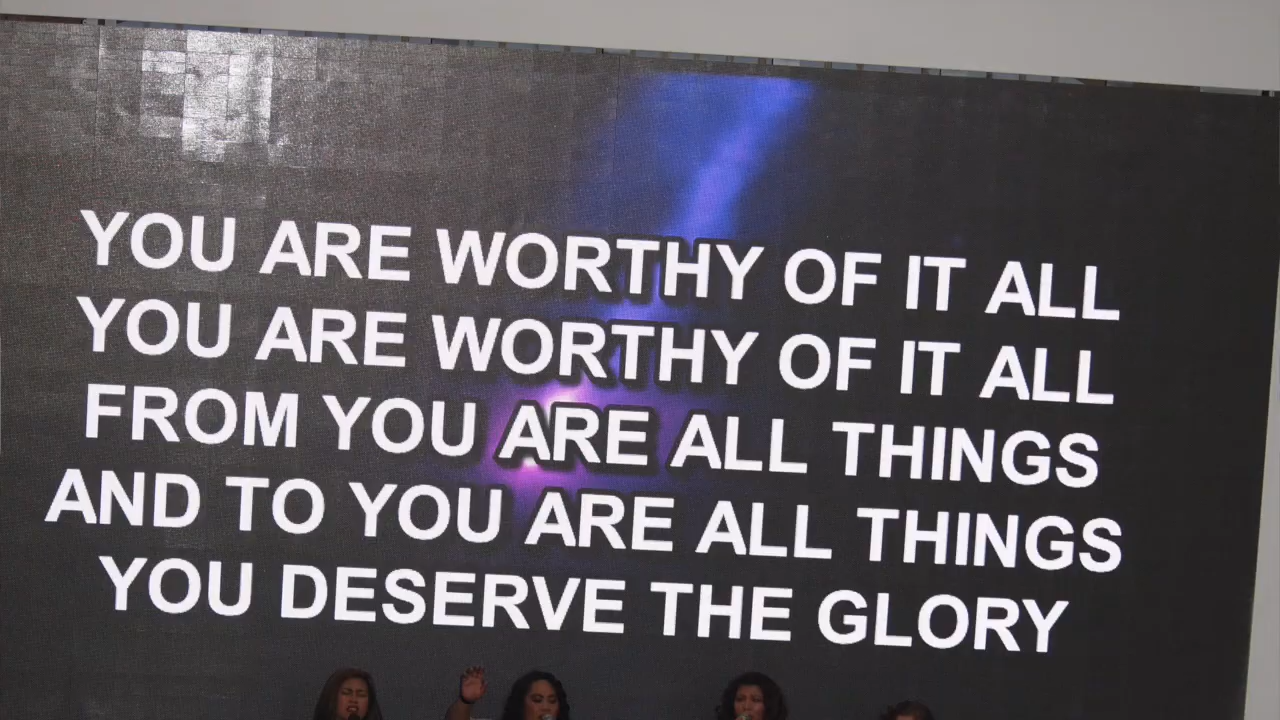 YOU ARE WORTHY OF IT ALL
YOU ARE WORTHY OF IT ALL
FROM YOU ARE ALL THINGS
AND TO YOU ARE ALL THINGS
YOU DESERVE THE GLORY